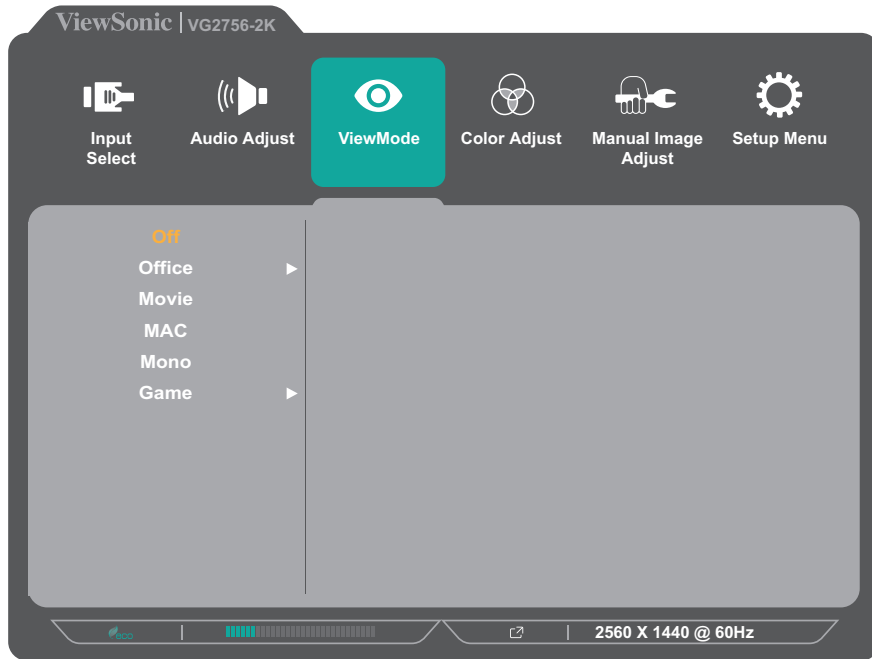 ViewSonic | VG2756-2K
Input
Select
Audio Adjust
ViewMode
Color Adjust
Manual Image
Adjust
Setup Menu
Off
Office ▶
Movie
MAC
Mono
Game ▶
eco | 2560 X 1440 @ 60Hz